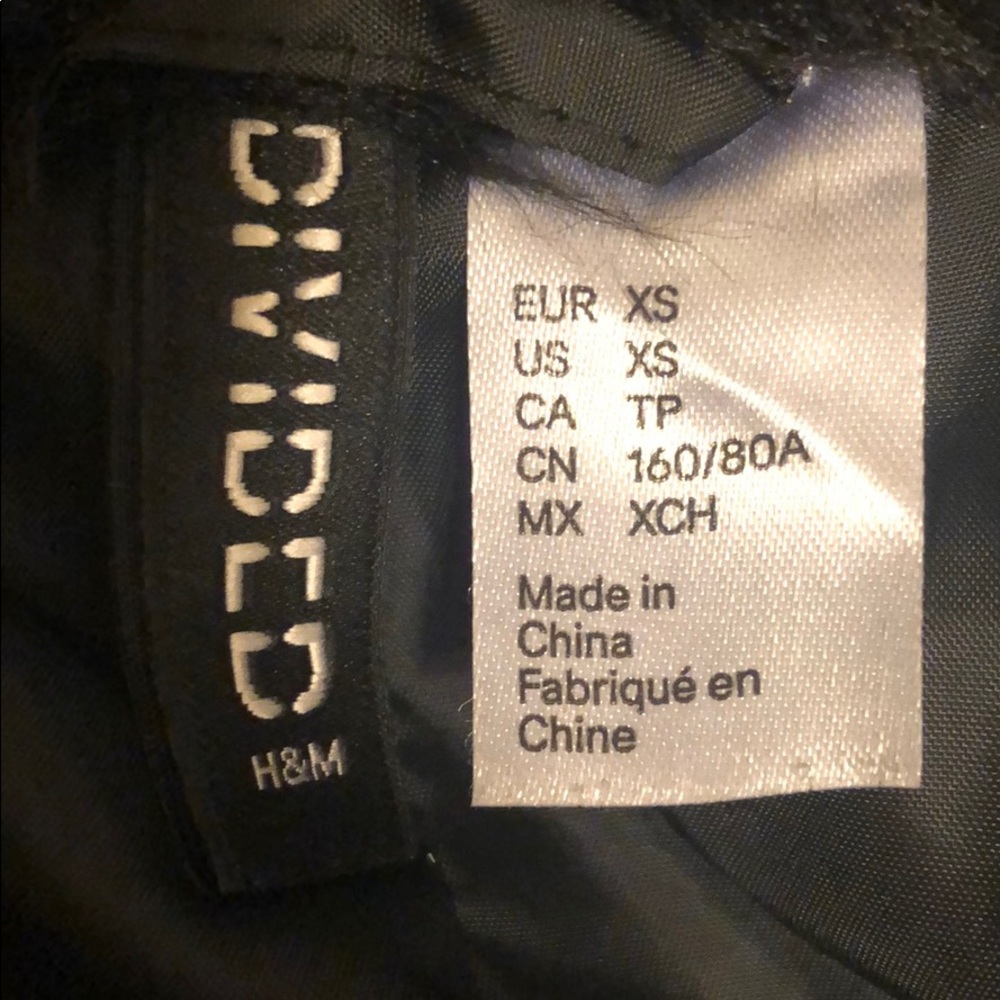 DIVIDED
H&M
EUR XS
US XS
CA TP
CN 160/80A
MX XCH
Made in
China
Fabriqué en
Chine